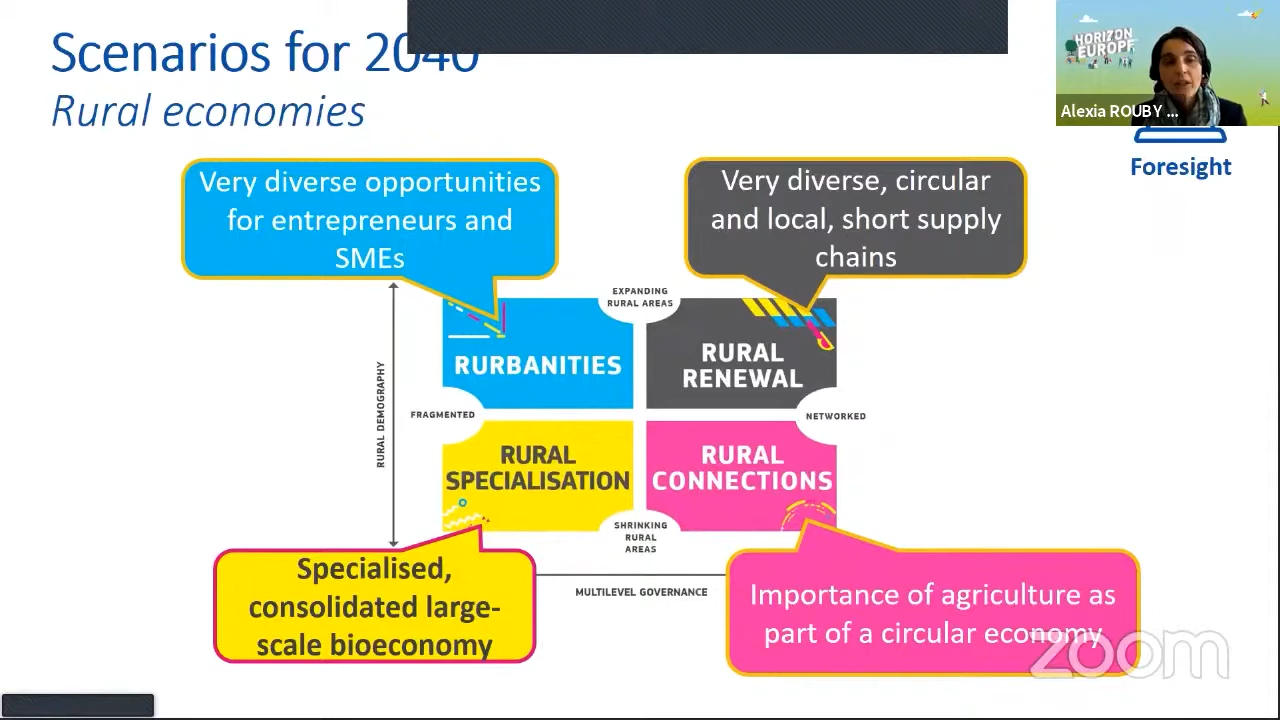 Scenarios for 2040
Rural economies
HORIZON
EUROPE
Alexia ROUBY ...
Foresight
Very diverse opportunities
for entrepreneurs and
SMEs
Very diverse, circular
and local, short supply
chains
EXPANDING
RURAL AREAS
RURBANITIES
RURAL
RENEWAL
RURAL DEMOGRAPHY
FRAGMENTED
NETWORKED
RURAL
SPECIALISATION
RURAL
CONNECTIONS
SHRINKING
RURAL
AREAS
Specialised,
consolidated large-
scale bioeconomy
MULTILEVEL GOVERNANCE
Importance of agriculture as
part of a circular economy
zoom